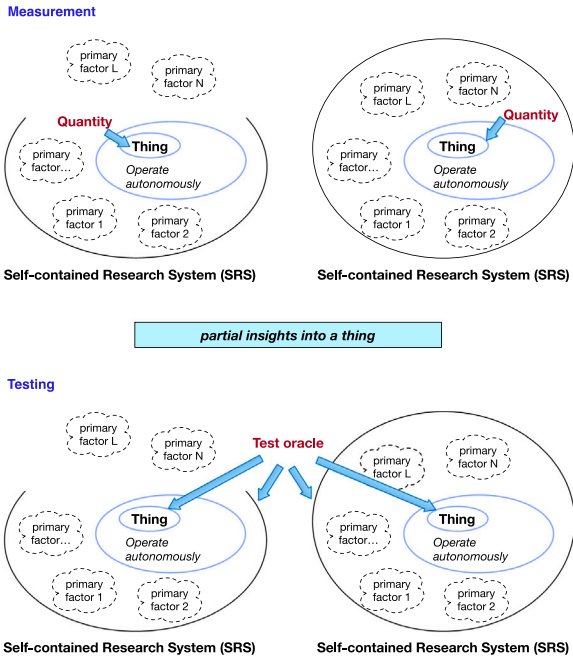 Measurement
primary
factor L
primary
factor N
Quantity
Thing
primary
factor...
Operate
autonomously
primary
factor 1
primary
factor 2
Self-contained Research System (SRS)
primary
factor L
primary
factor N
Quantity
Thing
primary
factor...
Operate
autonomously
primary
factor 1
primary
factor 2
Self-contained Research System (SRS)
partial insights into a thing
Testing
primary
factor L
primary
factor N
Test oracle
Thing
primary
factor...
Operate
autonomously
primary
factor 1
primary
factor 2
Self-contained Research System (SRS)
primary
factor L
primary
factor N
Thing
primary
factor...
Operate
autonomously
primary
factor 1
primary
factor 2
Self-contained Research System (SRS)